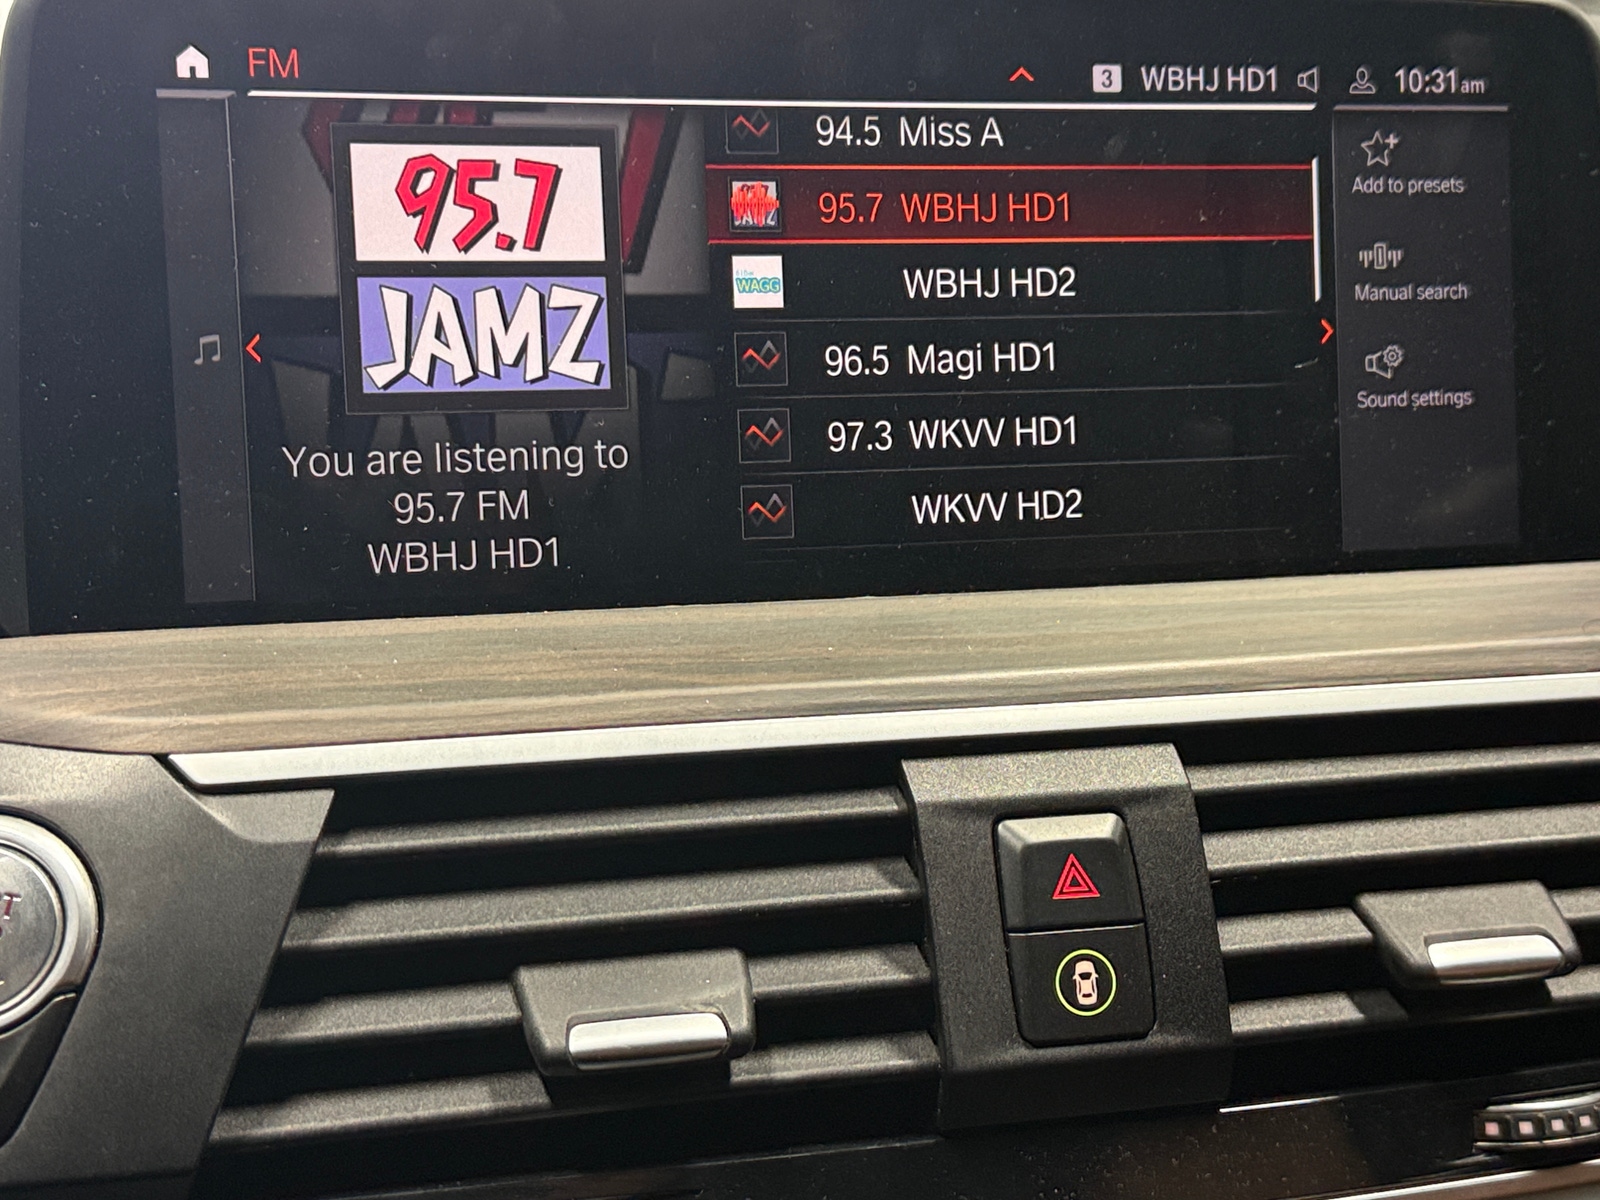 FM
3 WBHJ HD1 10:31am
95.7
JAMZ
You are listening to
95.7 FM
WBHJ HD1
94.5 Miss A
95.7 WBHJ HD1
WAGG
WBHJ HD2
96.5 Magi HD1
97.3 WKVV HD1
WKVV HD2
Add to presets
Manual search
Sound settings